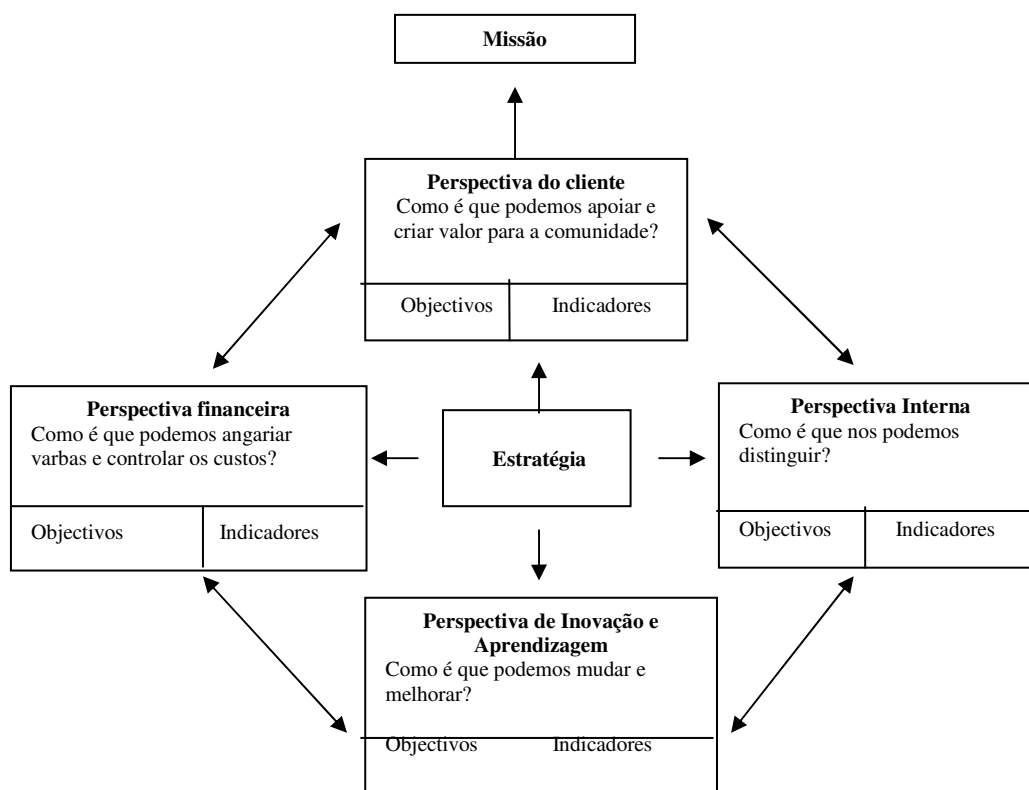 Missão
Perspectiva do cliente
Como é que podemos apoiar e
criar valor para a comunidade?
Objectivos Indicadores
Perspectiva financeira
Como é que podemos angariar
varbas e controlar os custos?
Objectivos Indicadores
Estratégia
Perspectiva Interna
Como é que nos podemos
distinguir?
Objectivos Indicadores
Perspectiva de Inovação e
Aprendizagem
Como é que podemos mudar e
melhorar?
Objectivos Indicadores